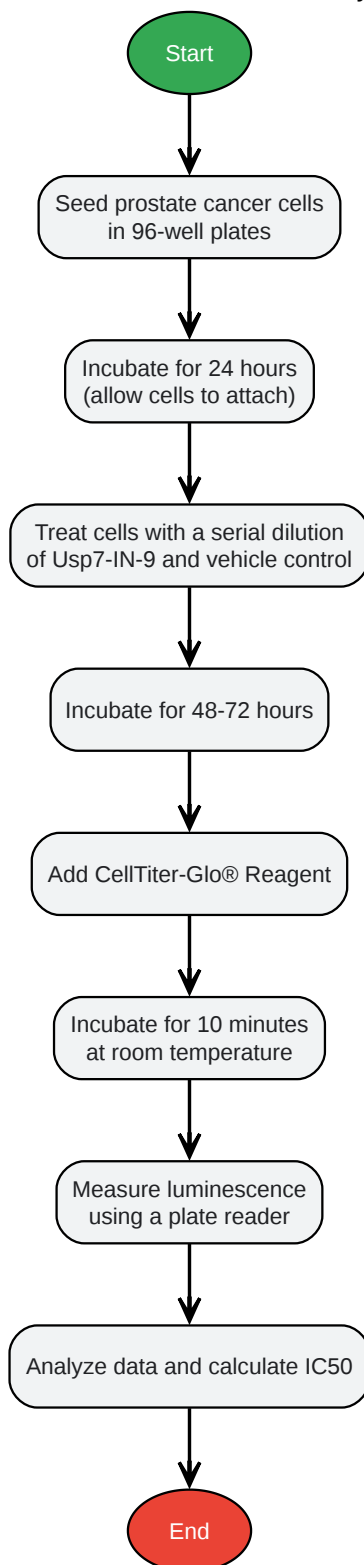 Start
Seed prostate cancer cells
in 96-well plates
Incubate for 24 hours
(allow cells to attach)
Treat cells with a serial dilution
of Usp7-IN-9 and vehicle control
Incubate for 48-72 hours
Add CellTiter-Glo® Reagent
Incubate for 10 minutes
at room temperature
Measure luminescence
using a plate reader
Analyze data and calculate IC50
End